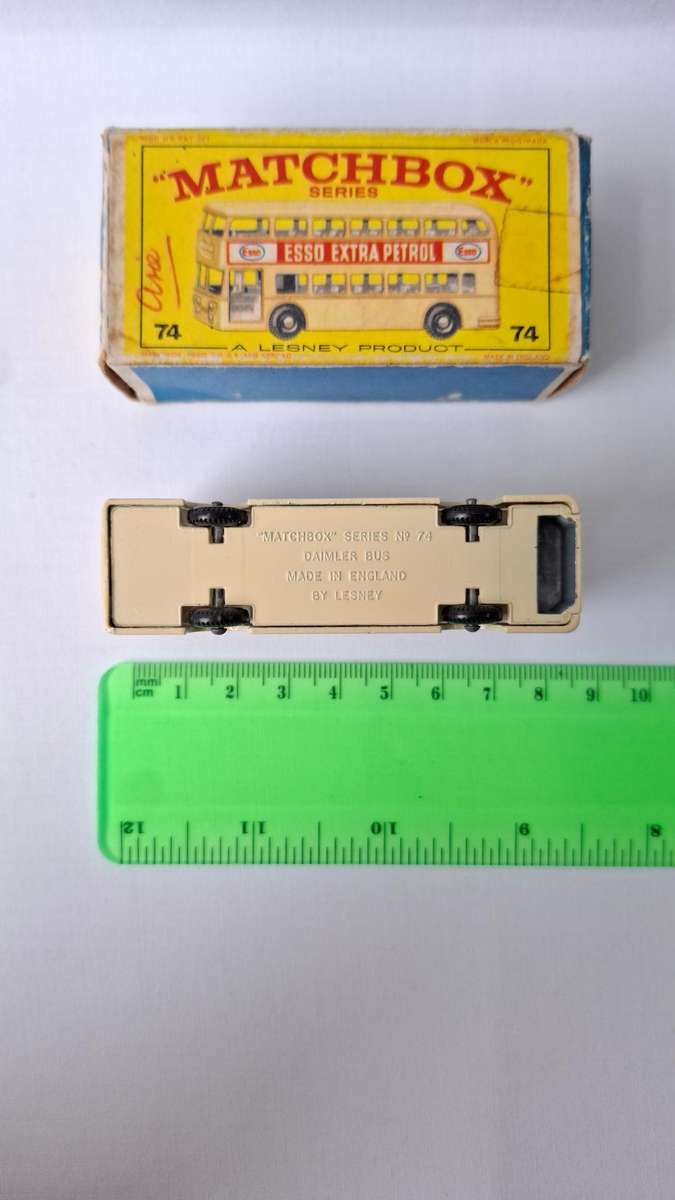 "MATCHBOX"
SERIES
Esso ESSO EXTRA PETROL Esso
74 74
A LESNEY PRODUCT
MADE IN ENGLAND
"MATCHBOX" SERIES Nº 74
DAIMLER BUS
MADE IN ENGLAND
BY LESNEY
mm
cm 1 2 3 4 5 6 7 8 9 10
12 11 10 9 8